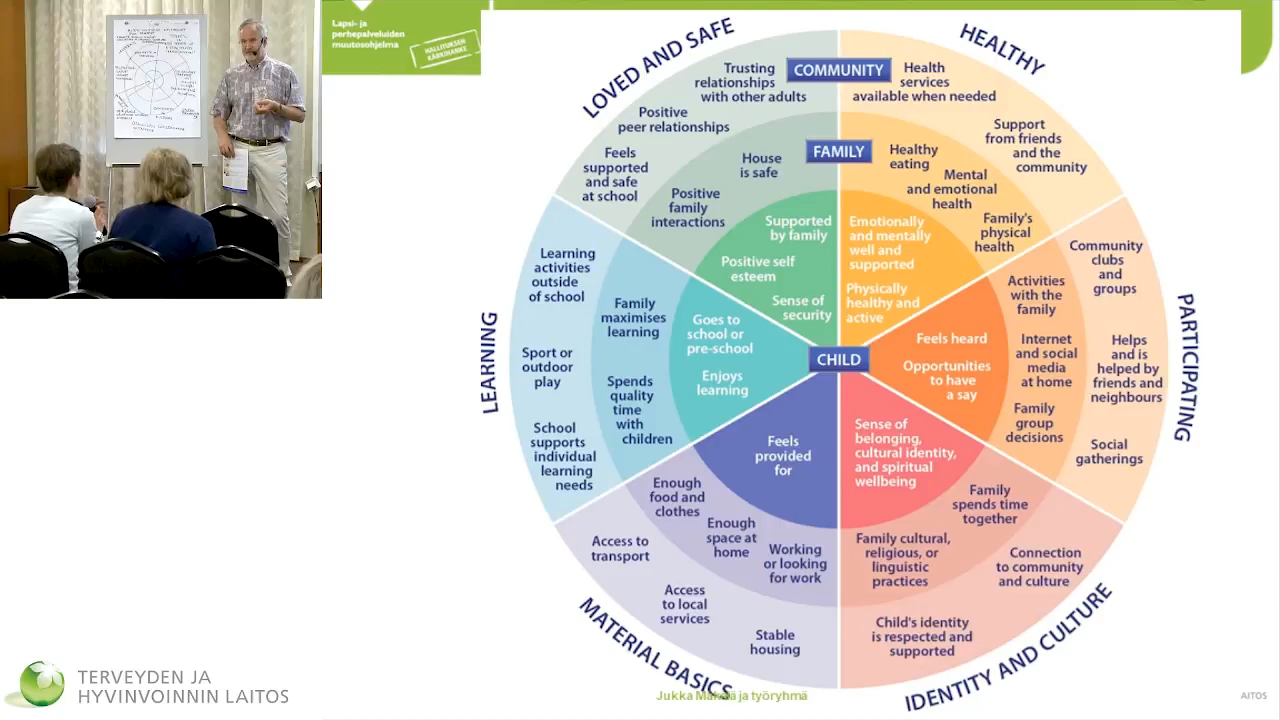 Lapsi- ja
perhepalveluiden
muutosohjelma
HALLITUKSEN
KÄRKIHANKE
LOVED AND SAFE
HEALTHY
PARTICIPATING
IDENTITY AND CULTURE
MATERIAL BASICS
LEARNING
COMMUNITY
FAMILY
CHILD
Trusting
relationships
with other adults
Positive
peer relationships
Feels
supported
and safe
at school
House
is safe
Positive
family
interactions
Supported
by family
Positive self
esteem
Sense of
security
Health
services
available when needed
Support
from friends
and the
community
Healthy
eating
Mental
and emotional
health
Family's
physical
health
Emotionally
and mentally
well and
supported
Physically
healthy and
active
Community
clubs
and
groups
Helps
and is
helped by
friends and
neighbours
Social
gatherings
Activities
with the
family
Internet
and social
media
at home
Family
group
decisions
Feels heard
Opportunities
to have
a say
Sense of
belonging,
cultural identity,
and spiritual
wellbeing
Family
spends time
together
Family cultural,
religious, or
linguistic
practices
Connection
to community
and culture
Child's identity
is respected and
supported
Feels
provided
for
Enough
food and
clothes
Enough
space at
home
Working
or looking
for work
Access to
transport
Access
to local
services
Stable
housing
Goes to
school or
pre-school
Enjoys
learning
Family
maximises
learning
Spends
quality
time
with
children
Learning
activities
outside
of school
Sport or
outdoor
play
School
supports
individual
learning
needs
TERVEYDEN JA
HYVINVOINNIN LAITOS
Jukka Mäkelä ja työryhmä
AITOS